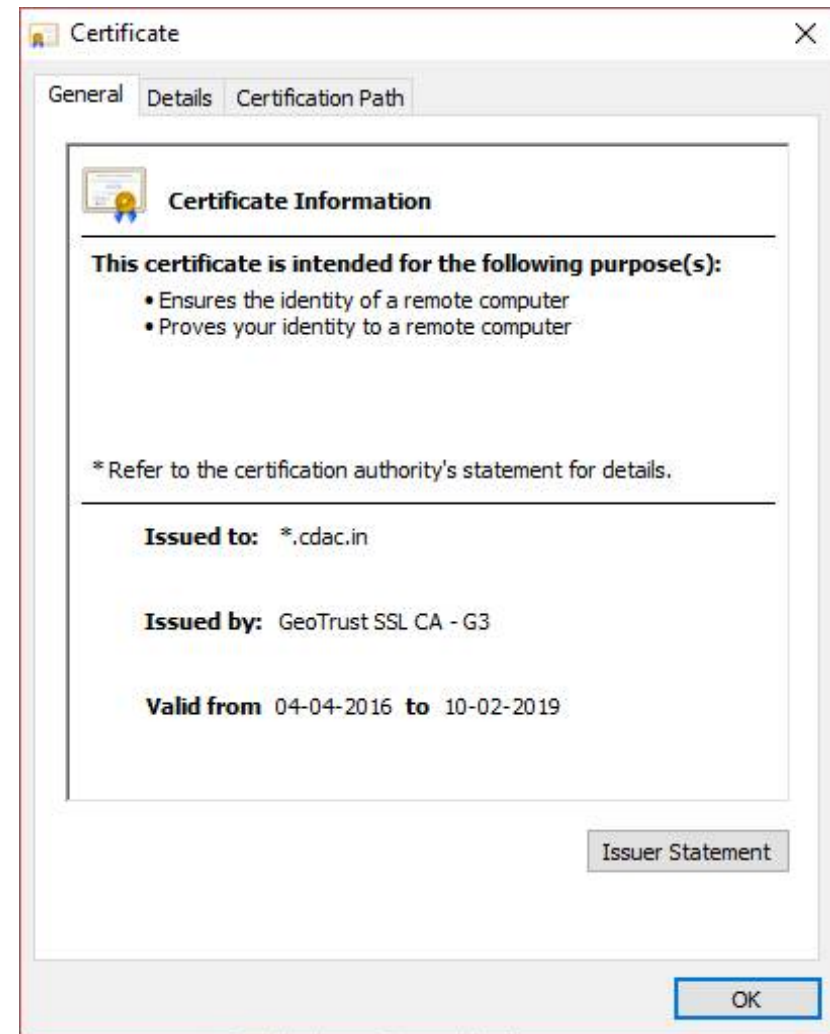 Certificate
General Details Certification Path
Certificate Information
This certificate is intended for the following purpose(s):
• Ensures the identity of a remote computer
• Proves your identity to a remote computer
* Refer to the certification authority's statement for details.
Issued to: *.cdac.in
Issued by: GeoTrust SSL CA - G3
Valid from 04-04-2016 to 10-02-2019
Issuer Statement
OK